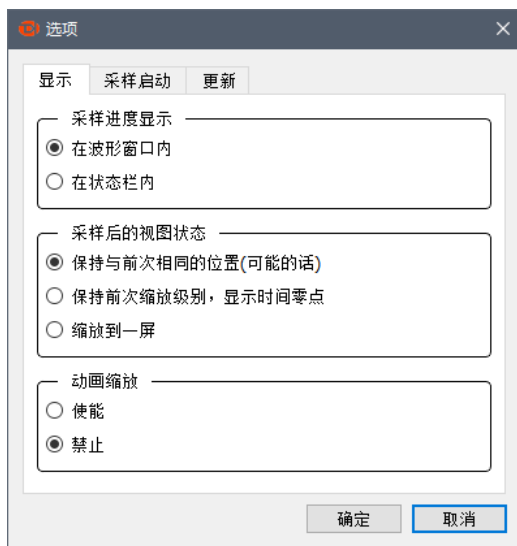 选项
显示 采样启动 更新
采样进度显示
在波形窗口内
在状态栏内
采样后的视图状态
保持与前次相同的位置(可能的话)
保持前次缩放级别，显示时间零点
缩放到一屏
动画缩放
使能
禁止
确定 取消